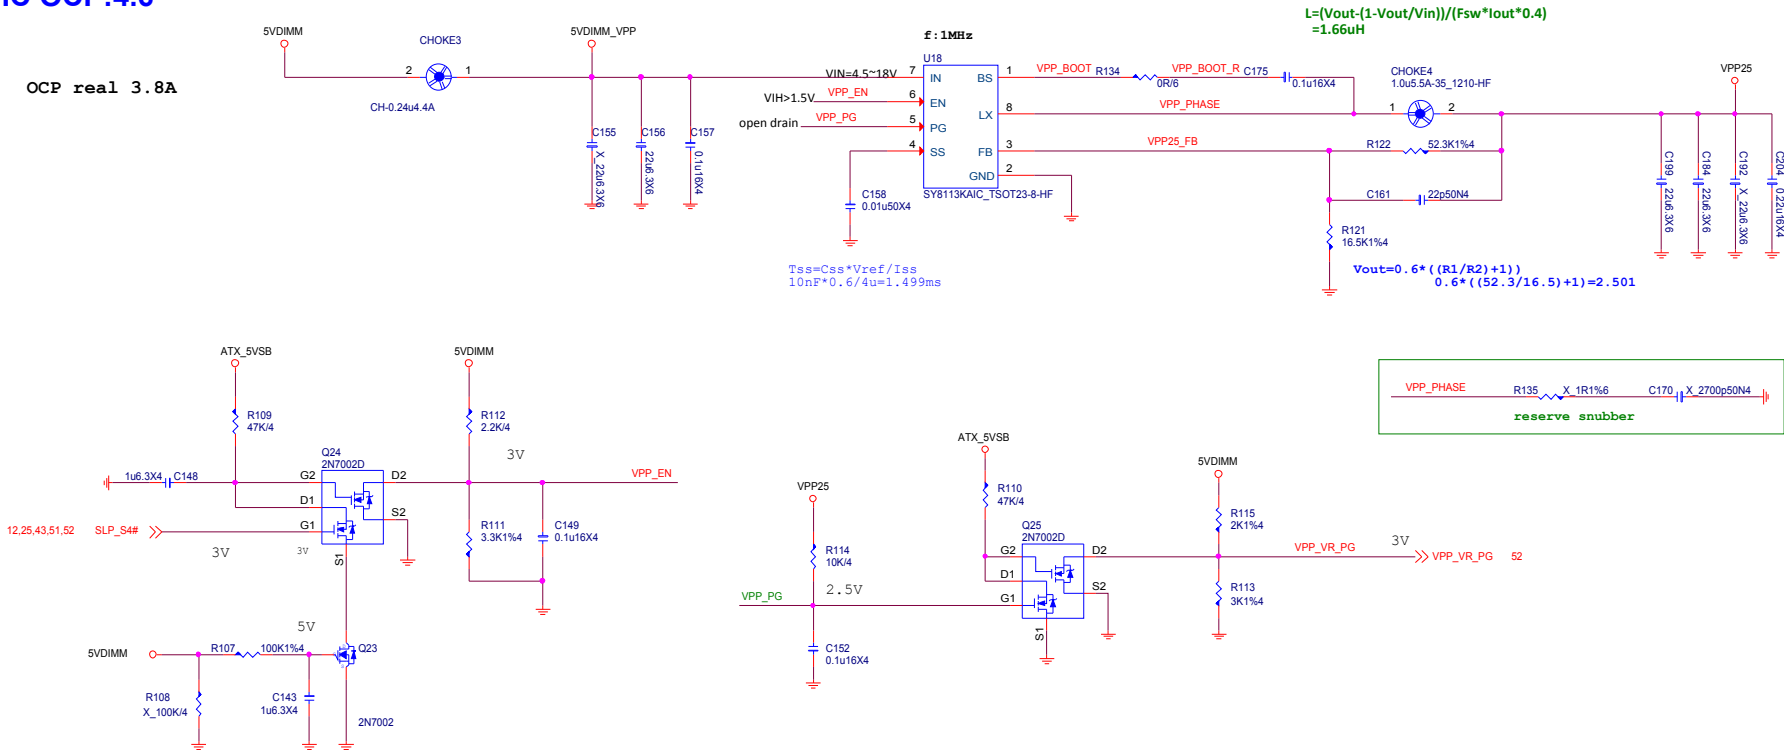 OCP real 3.8A
5VDIMM
CHOKE3
2
1
CH-0.24u4.4A
5VDIMM_VPP
C155
X_22u6.3X6
C156
22u6.3X6
C157
0.1u16X4
f:1MHz
U18
VIN=4.5~18V
7
IN
VIH>1.5V
VPP_EN
6
EN
open drain
VPP_PG
5
PG
4
SS
BS
1
LX
8
FB
3
GND
2
SY8113KAIC_TSOT23-8-HF
C158
0.01u50X4
Tss=Css*Vref/Iss
10nF*0.6/4u=1.499ms
VPP_BOOT
R134
0R/6
VPP_BOOT_R
C175
0.1u16X4
VPP_PHASE
VPP25_FB
L=(Vout-(1-Vout/Vin))/(Fsw*Iout*0.4)
=1.66uH
CHOKE4
1.0u5.5A-35_1210-HF
1
2
R122
52.3K1%4
C161
22p50N4
R121
16.5K1%4
Vout=0.6*((R1/R2)+1))
0.6*((52.3/16.5)+1)=2.501
VPP25
C199
22u6.3X6
C184
22u6.3X6
C192
X_22u6.3X6
C204
0.22u16X4
ATX_5VSB
R109
47K/4
1u6.3X4
C148
Q24
2N7002D
G2
D1
G1
D2
S2
S1
12,25,43,51,52
SLP_S4#
3V
3V
5VDIMM
R112
2.2K/4
3V
VPP_EN
R111
3.3K1%4
C149
0.1u16X4
5V
5VDIMM
R107
100K1%4
Q23
R108
X_100K/4
C143
1u6.3X4
2N7002
VPP25
R114
10K/4
2.5V
VPP_PG
C152
0.1u16X4
ATX_5VSB
R110
47K/4
Q25
2N7002D
G2
D1
G1
D2
S2
S1
5VDIMM
R115
2K1%4
VPP_VR_PG
3V
VPP_VR_PG
52
R113
3K1%4
VPP_PHASE
R135
X_1R1%6
C170
X_2700p50N4
reserve snubber